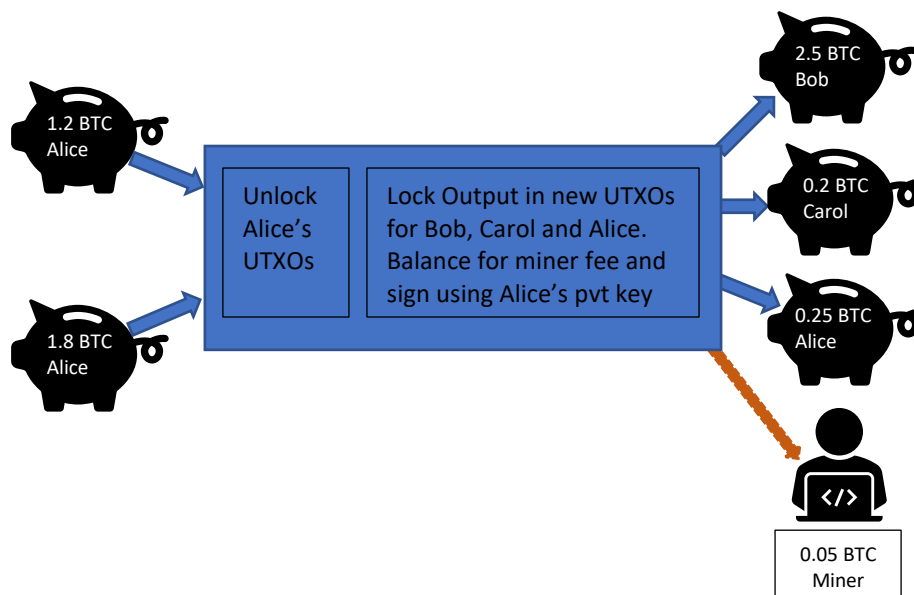 1.2 BTC
Alice
1.8 BTC
Alice
Unlock
Alice's
UTXOs
Lock Output in new UTXOs
for Bob, Carol and Alice.
Balance for miner fee and
sign using Alice's pvt key
2.5 BTC
Bob
0.2 BTC
Carol
0.25 BTC
Alice
</>
0.05 BTC
Miner